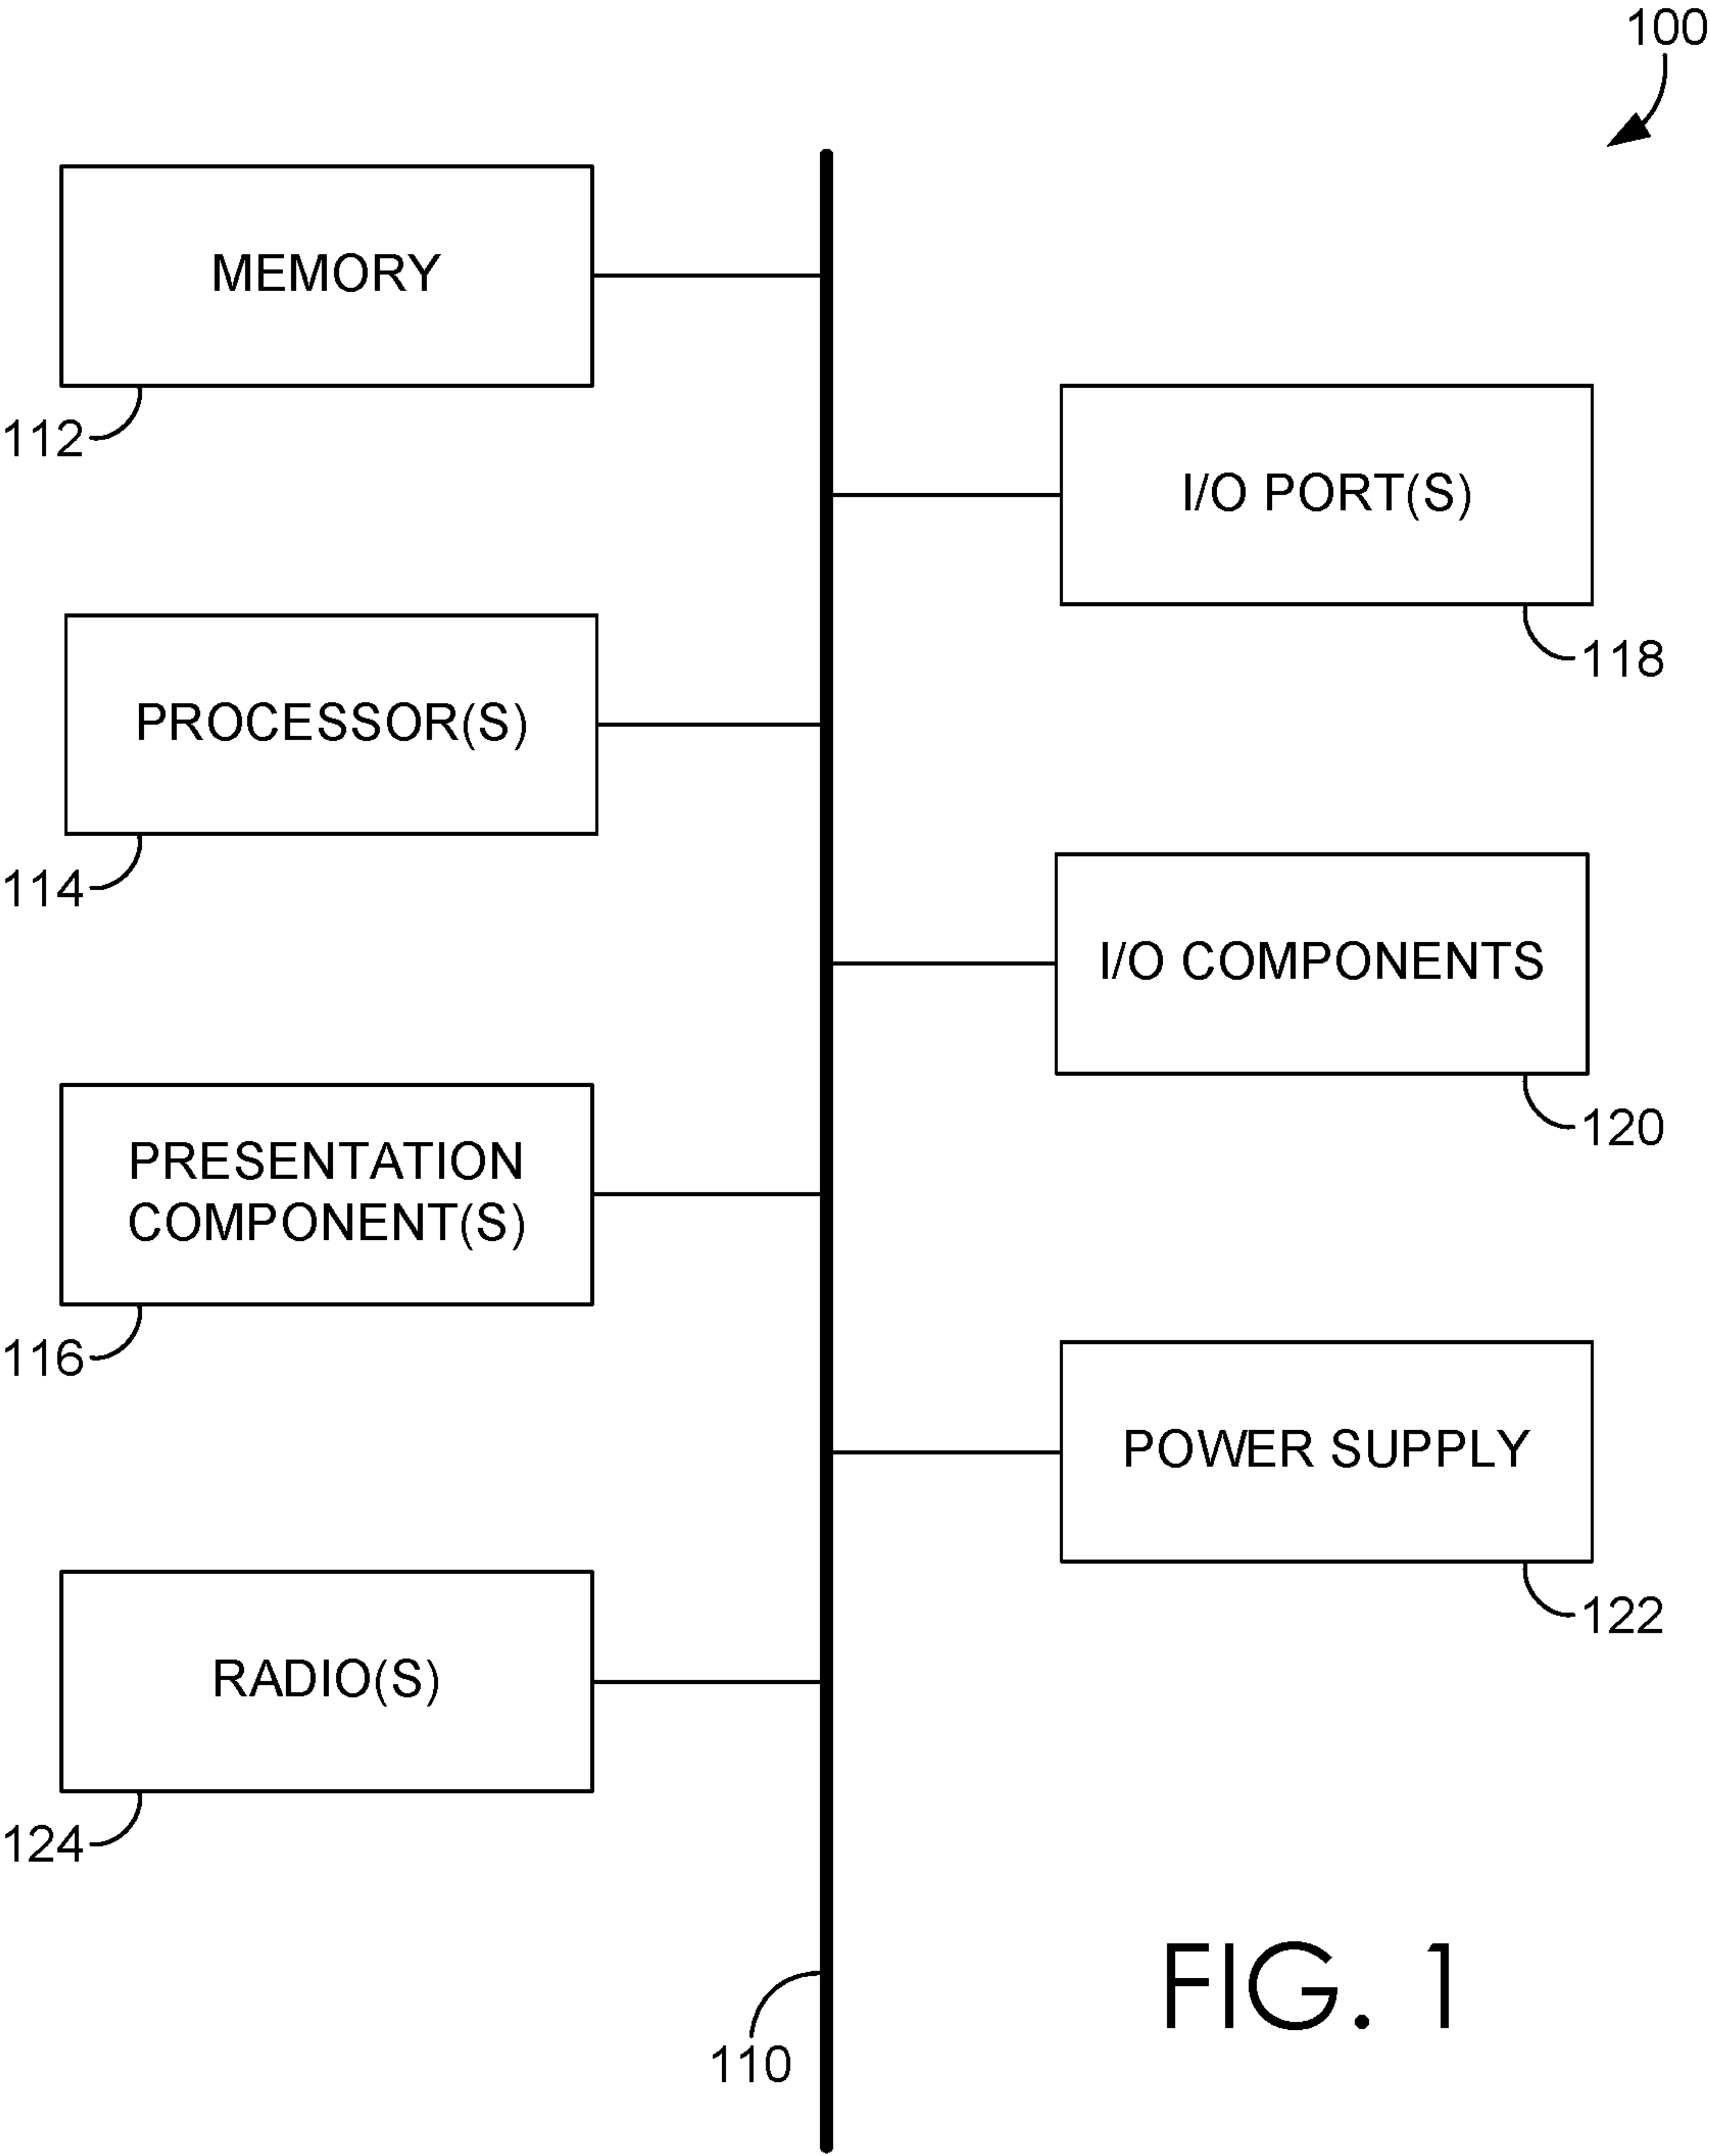 100
MEMORY
112
I/O PORT(S)
118
PROCESSOR(S)
114
I/O COMPONENTS
120
PRESENTATION
COMPONENT(S)
116
POWER SUPPLY
122
RADIO(S)
124
110
FIG. 1